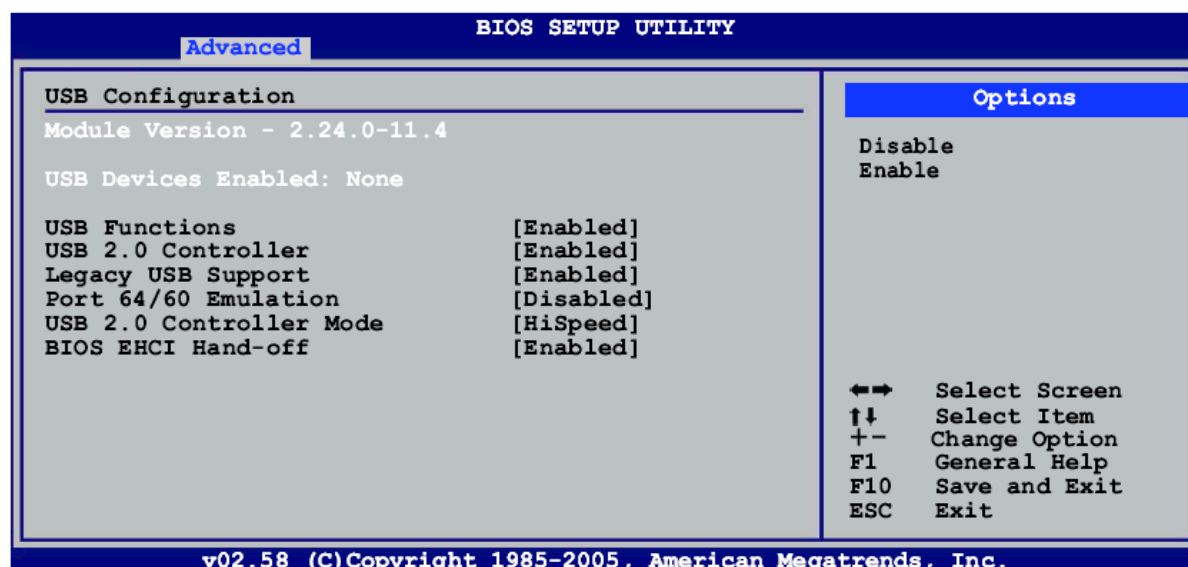 BIOS SETUP UTILITY
Advanced
USB Configuration
Module Version - 2.24.0-11.4
USB Devices Enabled: None
USB Functions [Enabled]
USB 2.0 Controller [Enabled]
Legacy USB Support [Enabled]
Port 64/60 Emulation [Disabled]
USB 2.0 Controller Mode [HiSpeed]
BIOS EHCI Hand-off [Enabled]
Options
Disable
Enable
←→ Select Screen
↑↓ Select Item
+- Change Option
F1 General Help
F10 Save and Exit
ESC Exit
v02.58 (C)Copyright 1985-2005, American Megatrends, Inc.